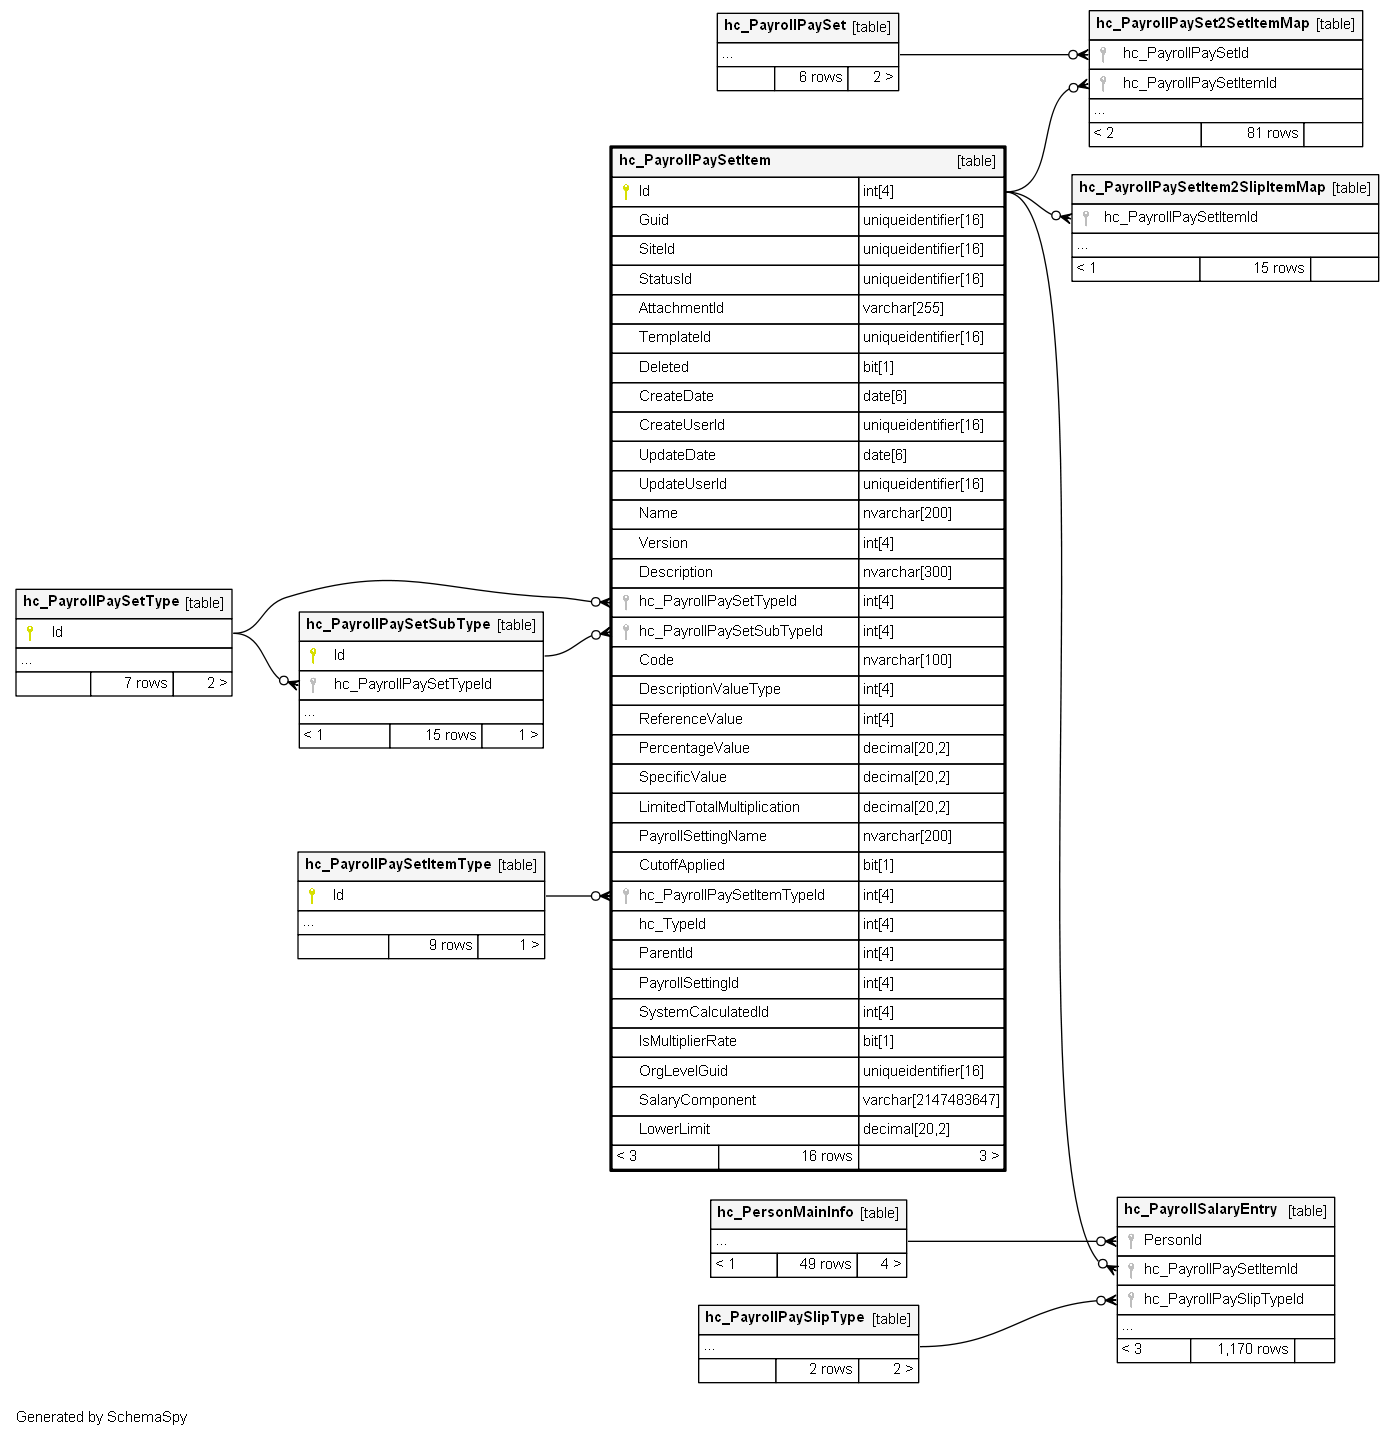 hc_PayrollPaySet [table]
...
6 rows 2 >
hc_PayrollPaySet2SetItemMap [table]
hc_PayrollPaySetId
hc_PayrollPaySetItemId
...
< 2 81 rows
hc_PayrollPaySetItem [table]
Id int[4]
Guid uniqueidentifier[16]
SiteId uniqueidentifier[16]
StatusId uniqueidentifier[16]
AttachmentId varchar[255]
TemplateId uniqueidentifier[16]
Deleted bit[1]
CreateDate date[6]
CreateUserId uniqueidentifier[16]
UpdateDate date[6]
UpdateUserId uniqueidentifier[16]
Name nvarchar[200]
Version int[4]
Description nvarchar[300]
hc_PayrollPaySetTypeId int[4]
hc_PayrollPaySetSubTypeId int[4]
Code nvarchar[100]
DescriptionValueType int[4]
ReferenceValue int[4]
PercentageValue decimal[20,2]
SpecificValue decimal[20,2]
LimitedTotalMultiplication decimal[20,2]
PayrollSettingName nvarchar[200]
CutoffApplied bit[1]
hc_PayrollPaySetItemTypeId int[4]
hc_TypeId int[4]
ParentId int[4]
PayrollSettingId int[4]
SystemCalculatedId int[4]
IsMultiplierRate bit[1]
OrgLevelGuid uniqueidentifier[16]
SalaryComponent varchar[2147483647]
LowerLimit decimal[20,2]
< 3 16 rows 3 >
hc_PayrollPaySetItem2SlipItemMap [table]
hc_PayrollPaySetItemId
...
< 1 15 rows
hc_PayrollPaySetType [table]
Id
...
7 rows 2 >
hc_PayrollPaySetSubType [table]
Id
hc_PayrollPaySetTypeId
...
< 1 15 rows 1 >
hc_PayrollPaySetItemType [table]
Id
...
9 rows 1 >
hc_PersonMainInfo [table]
...
< 1 49 rows 4 >
hc_PayrollSalaryEntry [table]
PersonId
hc_PayrollPaySetItemId
hc_PayrollPaySlipTypeId
...
< 3 1,170 rows
hc_PayrollPaySlipType [table]
...
2 rows 2 >
Generated by SchemaSpy